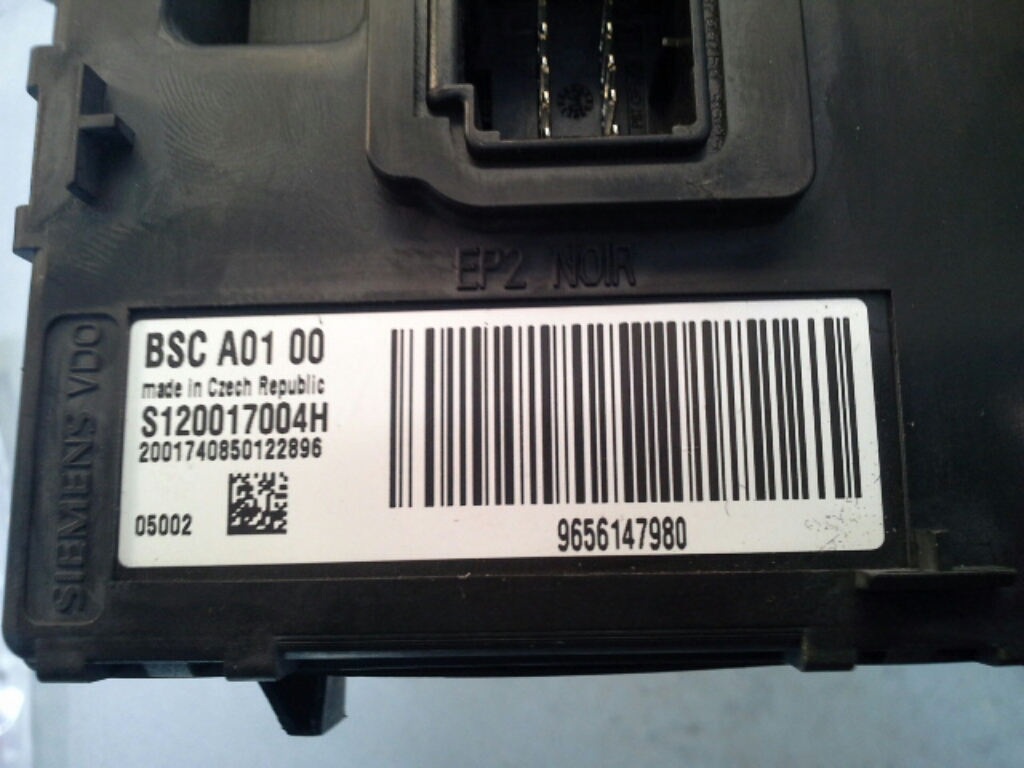 EP2 NOIR
SIEMENS VDO
BSC A01 00
made in Czech Republic
S120017004H
2001740850122896
05002
9656147980